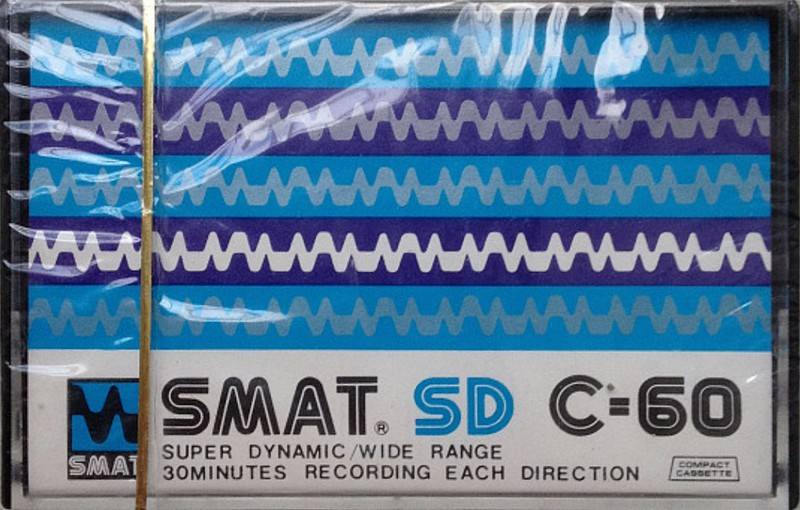 SMAT® SD C-60
SMAT
SUPER DYNAMIC/WIDE RANGE
30MINUTES RECORDING EACH DIRECTION
COMPACT
CASSETTE